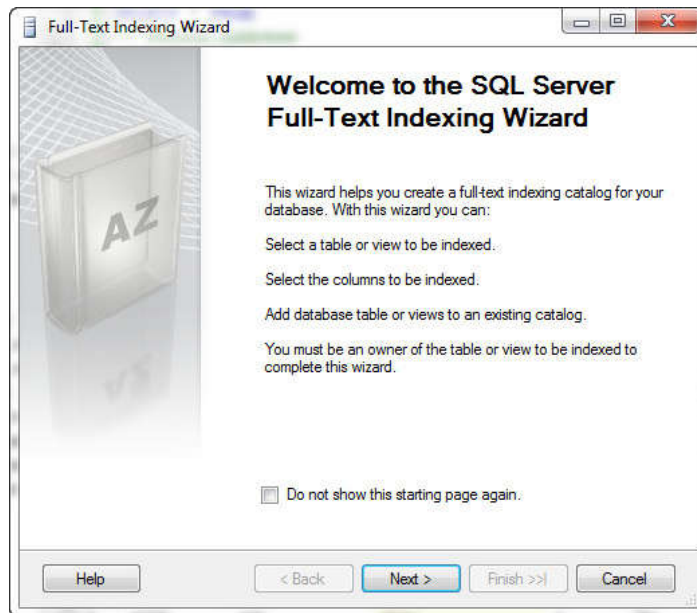 Full-Text Indexing Wizard
Welcome to the SQL Server
Full-Text Indexing Wizard
AZ
This wizard helps you create a full-text indexing catalog for your
database. With this wizard you can:
Select a table or view to be indexed.
Select the columns to be indexed.
Add database table or views to an existing catalog.
You must be an owner of the table or view to be indexed to
complete this wizard.
Do not show this starting page again.
Help
< Back
Next >
Finish >>|
Cancel